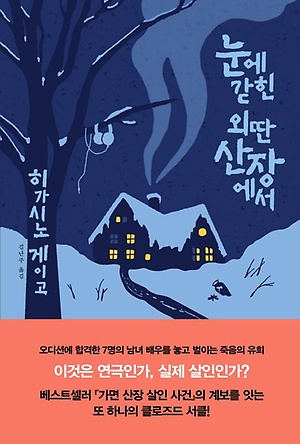 눈에
갇힌
외딴
산장
에서
히가시노 게이고
김난주 옮김
오디션에 합격한 7명의 남녀 배우를 놓고 벌이는 죽음의 유희
이것은 연극인가, 실제 살인인가?
베스트셀러 「가면 산장 살인 사건」의 계보를 잇는
또 하나의 클로즈드 서클!